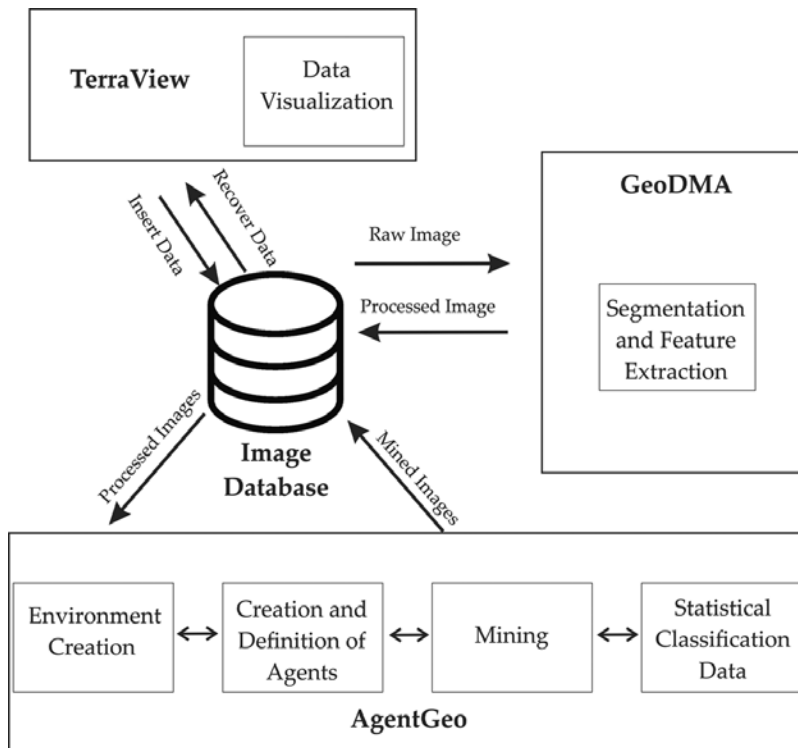 TerraView
Data
Visualization
Insert Data
Recover Data
GeoDMA
Segmentation
and Feature
Extraction
Raw Image
Processed Image
Image
Database
Processed Images
Mined Images
Environment
Creation
Creation and
Definition of
Agents
Mining
Statistical
Classification
Data
AgentGeo